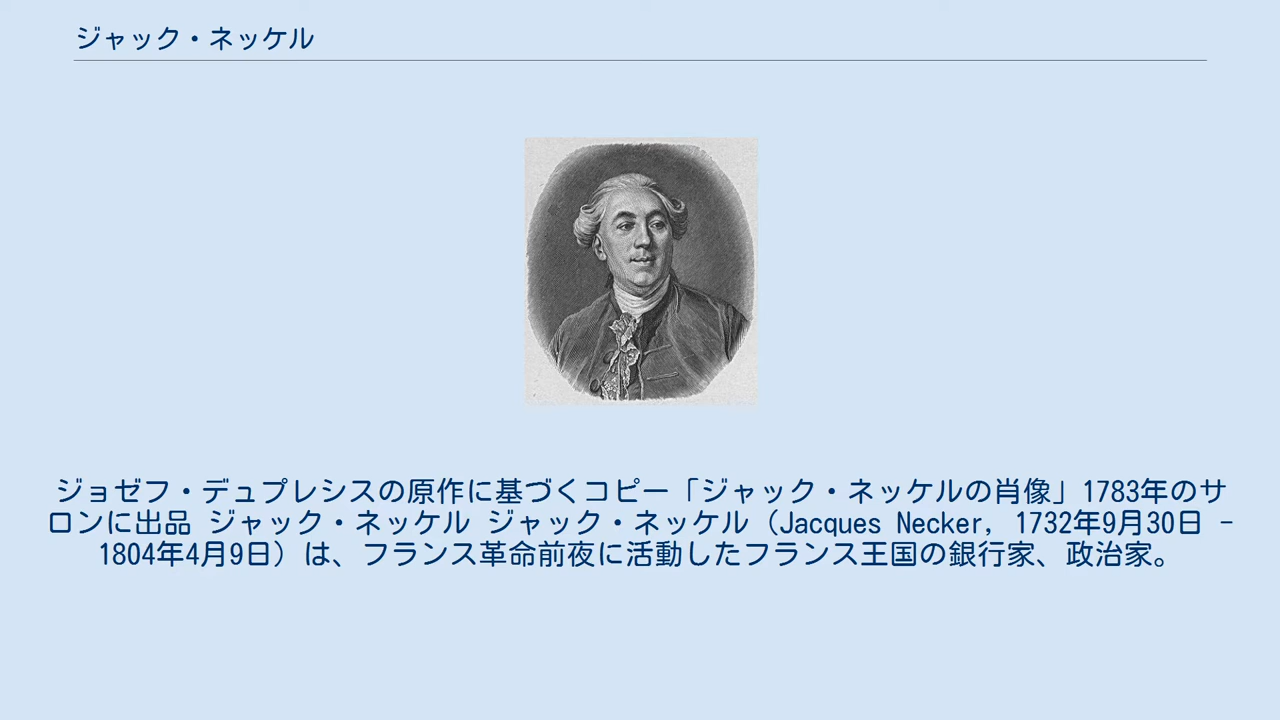 ジャック・ネッケル
ジョゼフ・デュプレシスの原作に基づくコピー「ジャック・ネッケルの肖像」1783年のサ
ロンに出品 ジャック・ネッケル ジャック・ネッケル（Jacques Necker, 1732年9月30日 -
1804年4月9日）は、フランス革命前夜に活動したフランス王国の銀行家、政治家。